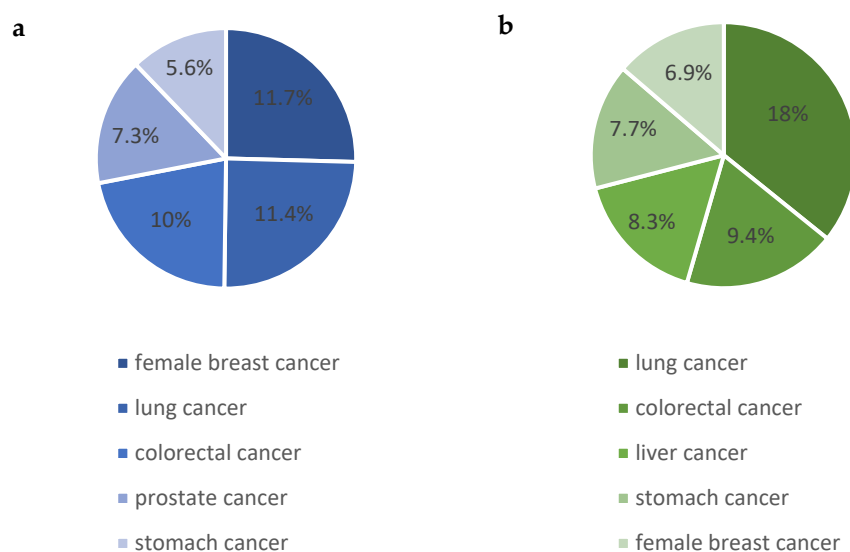 a
5.6%
11.7%
7.3%
10%
11.4%
female breast cancer
lung cancer
colorectal cancer
prostate cancer
stomach cancer
b
6.9%
18%
7.7%
8.3%
9.4%
lung cancer
colorectal cancer
liver cancer
stomach cancer
female breast cancer